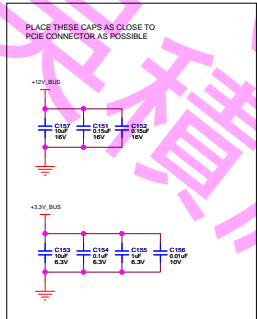 PLACE THESE CAPS AS CLOSE TO
PCIE CONNECTOR AS POSSIBLE
+12V_BUS
C157
10uF
16V
C151
0.15uF
16V
C152
0.15uF
16V
+3.3V_BUS
C153
10uF
6.3V
C154
0.1uF
6.3V
C155
1uF
6.3V
C156
0.01uF
10V